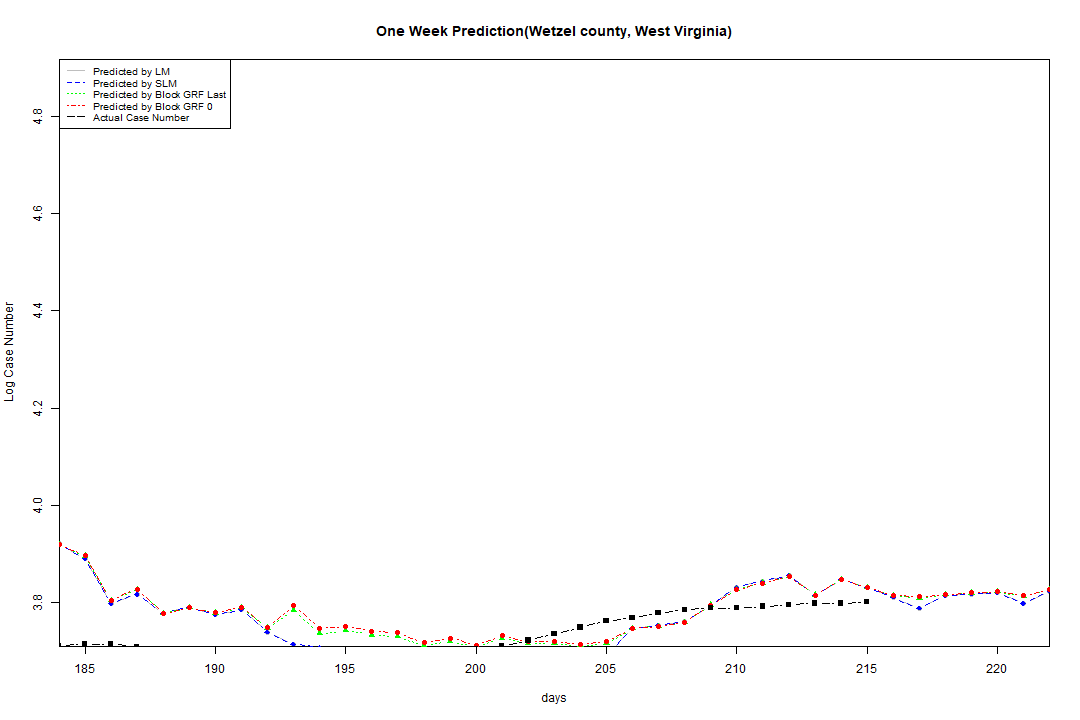 One Week Prediction(Wetzel county, West Virginia)
Predicted by LM
Predicted by SLM
Predicted by Block GRF Last
Predicted by Block GRF 0
Actual Case Number
Log Case Number
4.8
4.6
4.4
4.2
4.0
3.8
185 190 195 200 205 210 215 220
days